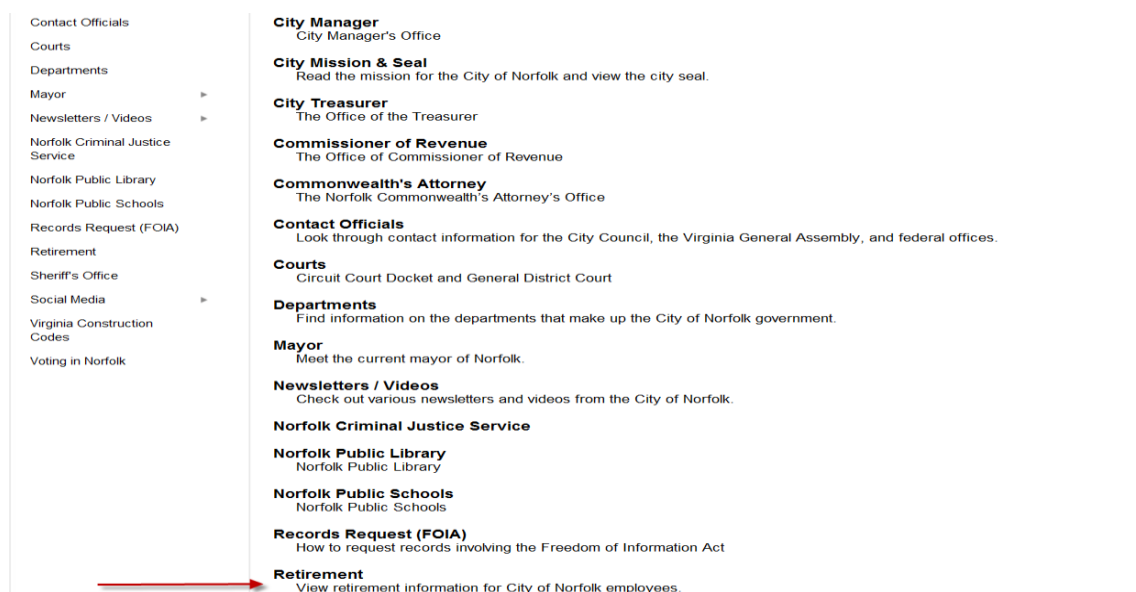 Contact Officials
Courts
Departments
Mayor
Newsletters / Videos
Norfolk Criminal Justice
Service
Norfolk Public Library
Norfolk Public Schools
Records Request (FOIA)
Retirement
Sheriff's Office
Social Media
Virginia Construction
Codes
Voting in Norfolk
City Manager
City Manager's Office
City Mission & Seal
Read the mission for the City of Norfolk and view the city seal.
City Treasurer
The Office of the Treasurer
Commissioner of Revenue
The Office of Commissioner of Revenue
Commonwealth's Attorney
The Norfolk Commonwealth's Attorney's Office
Contact Officials
Look through contact information for the City Council, the Virginia General Assembly, and federal offices.
Courts
Circuit Court Docket and General District Court
Departments
Find information on the departments that make up the City of Norfolk government.
Mayor
Meet the current mayor of Norfolk.
Newsletters / Videos
Check out various newsletters and videos from the City of Norfolk.
Norfolk Criminal Justice Service
Norfolk Public Library
Norfolk Public Library
Norfolk Public Schools
Norfolk Public Schools
Records Request (FOIA)
How to request records involving the Freedom of Information Act
Retirement
View retirement information for City of Norfolk employees.